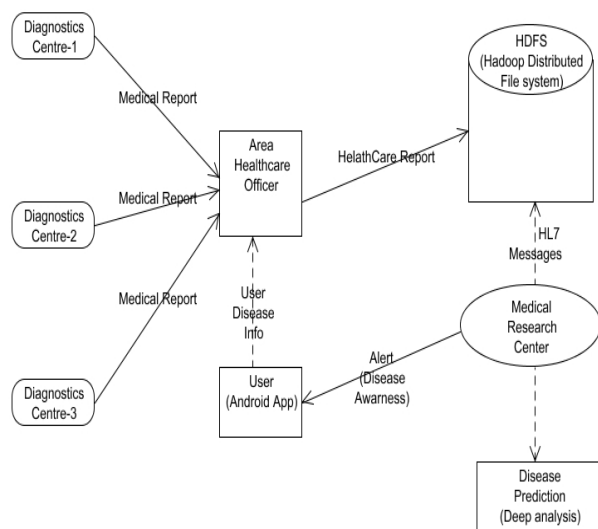 Diagnostics
Centre-1
HDFS
(Hadoop Distributed
File system)
Medical Report
Area
Healthcare
Officer
HelathCare Report
Diagnostics
Centre-2
Medical Report
HL7
Messages
Medical Report
User
Disease
Info
Medical
Research
Center
Alert
(Disease
Awarness)
Diagnostics
Centre-3
User
(Android App)
Disease
Prediction
(Deep analysis)